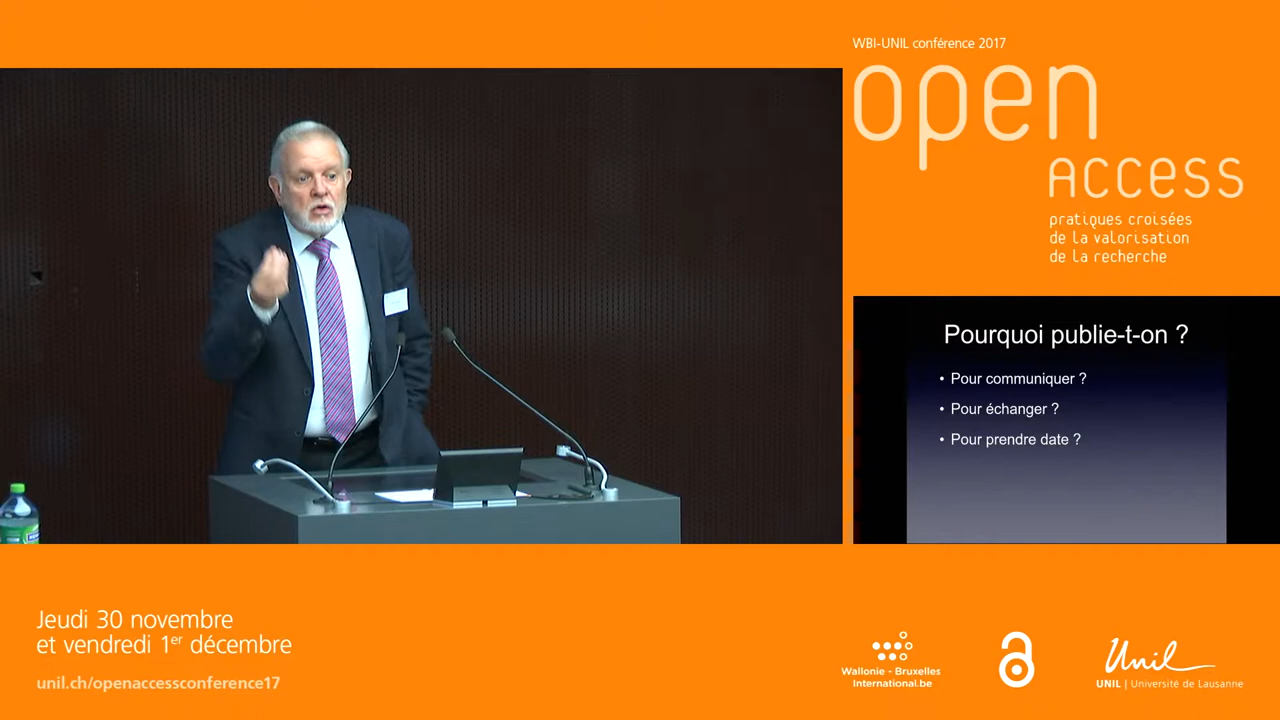 WBI-UNIL conférence 2017
open
access
pratiques croisées
de la valorisation
de la recherche
Pourquoi publie-t-on ?
• Pour communiquer ?
• Pour échanger ?
• Pour prendre date ?
Jeudi 30 novembre
et vendredi 1er décembre
unil.ch/openaccessconference17
Wallonie - Bruxelles
International.be
Unil
UNIL | Université de Lausanne